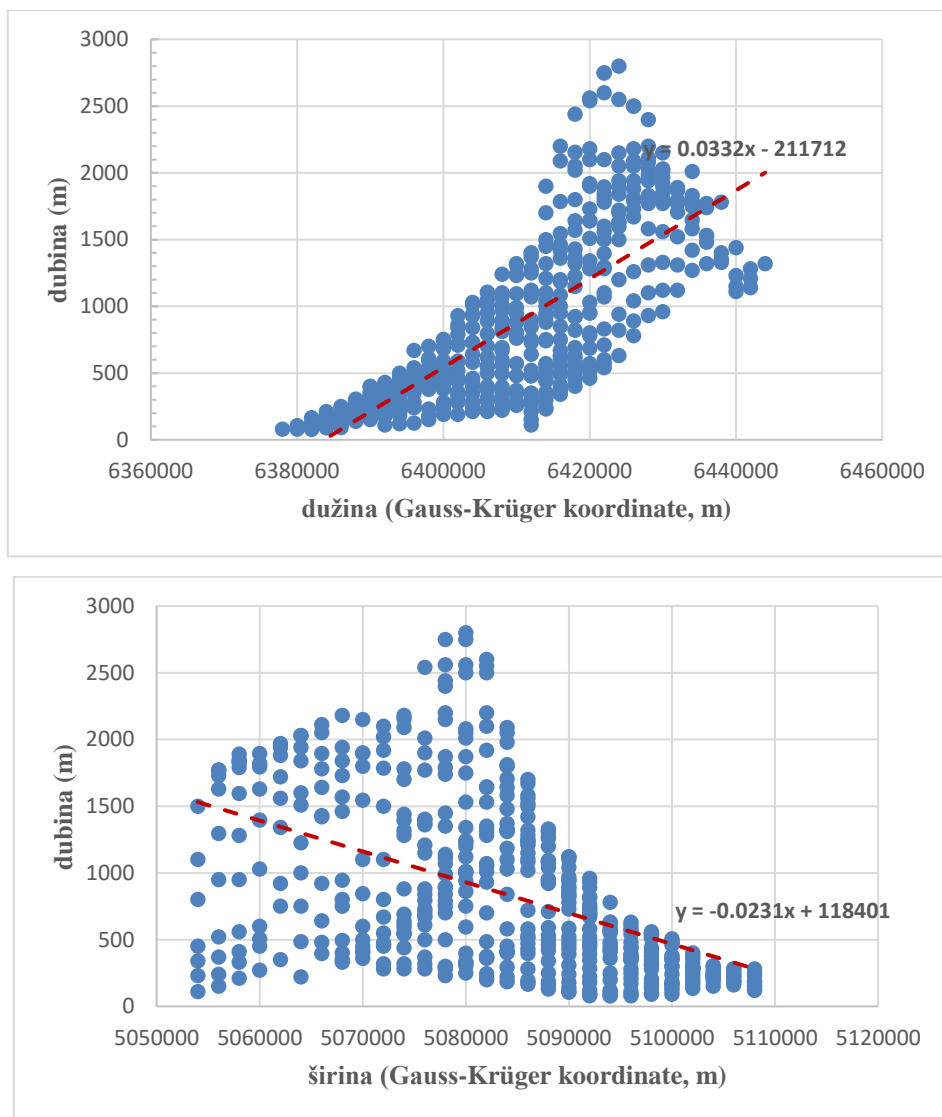 3000
2500
2000
1500
1000
500
0
dubina (m)
y = 0.0332x - 211712
6360000 6380000 6400000 6420000 6440000 6460000
dužina (Gauss-Krüger koordinate, m)
3000
2500
2000
1500
1000
500
0
dubina (m)
y = -0.0231x + 118401
5050000 5060000 5070000 5080000 5090000 5100000 5110000 5120000
širina (Gauss-Krüger koordinate, m)